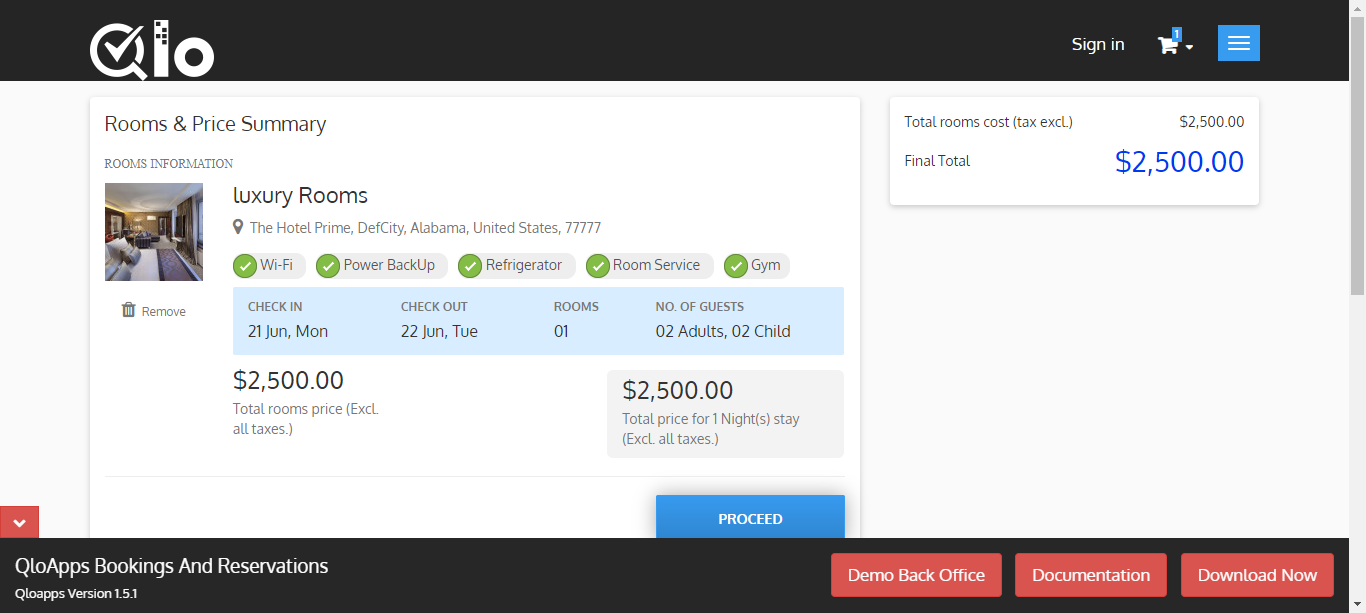 Qlo
Sign in
1
Rooms & Price Summary
ROOMS INFORMATION
luxury Rooms
The Hotel Prime, DefCity, Alabama, United States, 77777
Wi-Fi Power BackUp Refrigerator Room Service Gym
Remove
CHECK IN CHECK OUT ROOMS NO. OF GUESTS
21 Jun, Mon 22 Jun, Tue 01 02 Adults, 02 Child
$2,500.00
Total rooms price (Excl.
all taxes.)
$2,500.00
Total price for 1 Night(s) stay
(Excl. all taxes.)
PROCEED
Total rooms cost (tax excl.) $2,500.00
Final Total $2,500.00
QloApps Bookings And Reservations
Qloapps Version 1.5.1
Demo Back Office Documentation Download Now